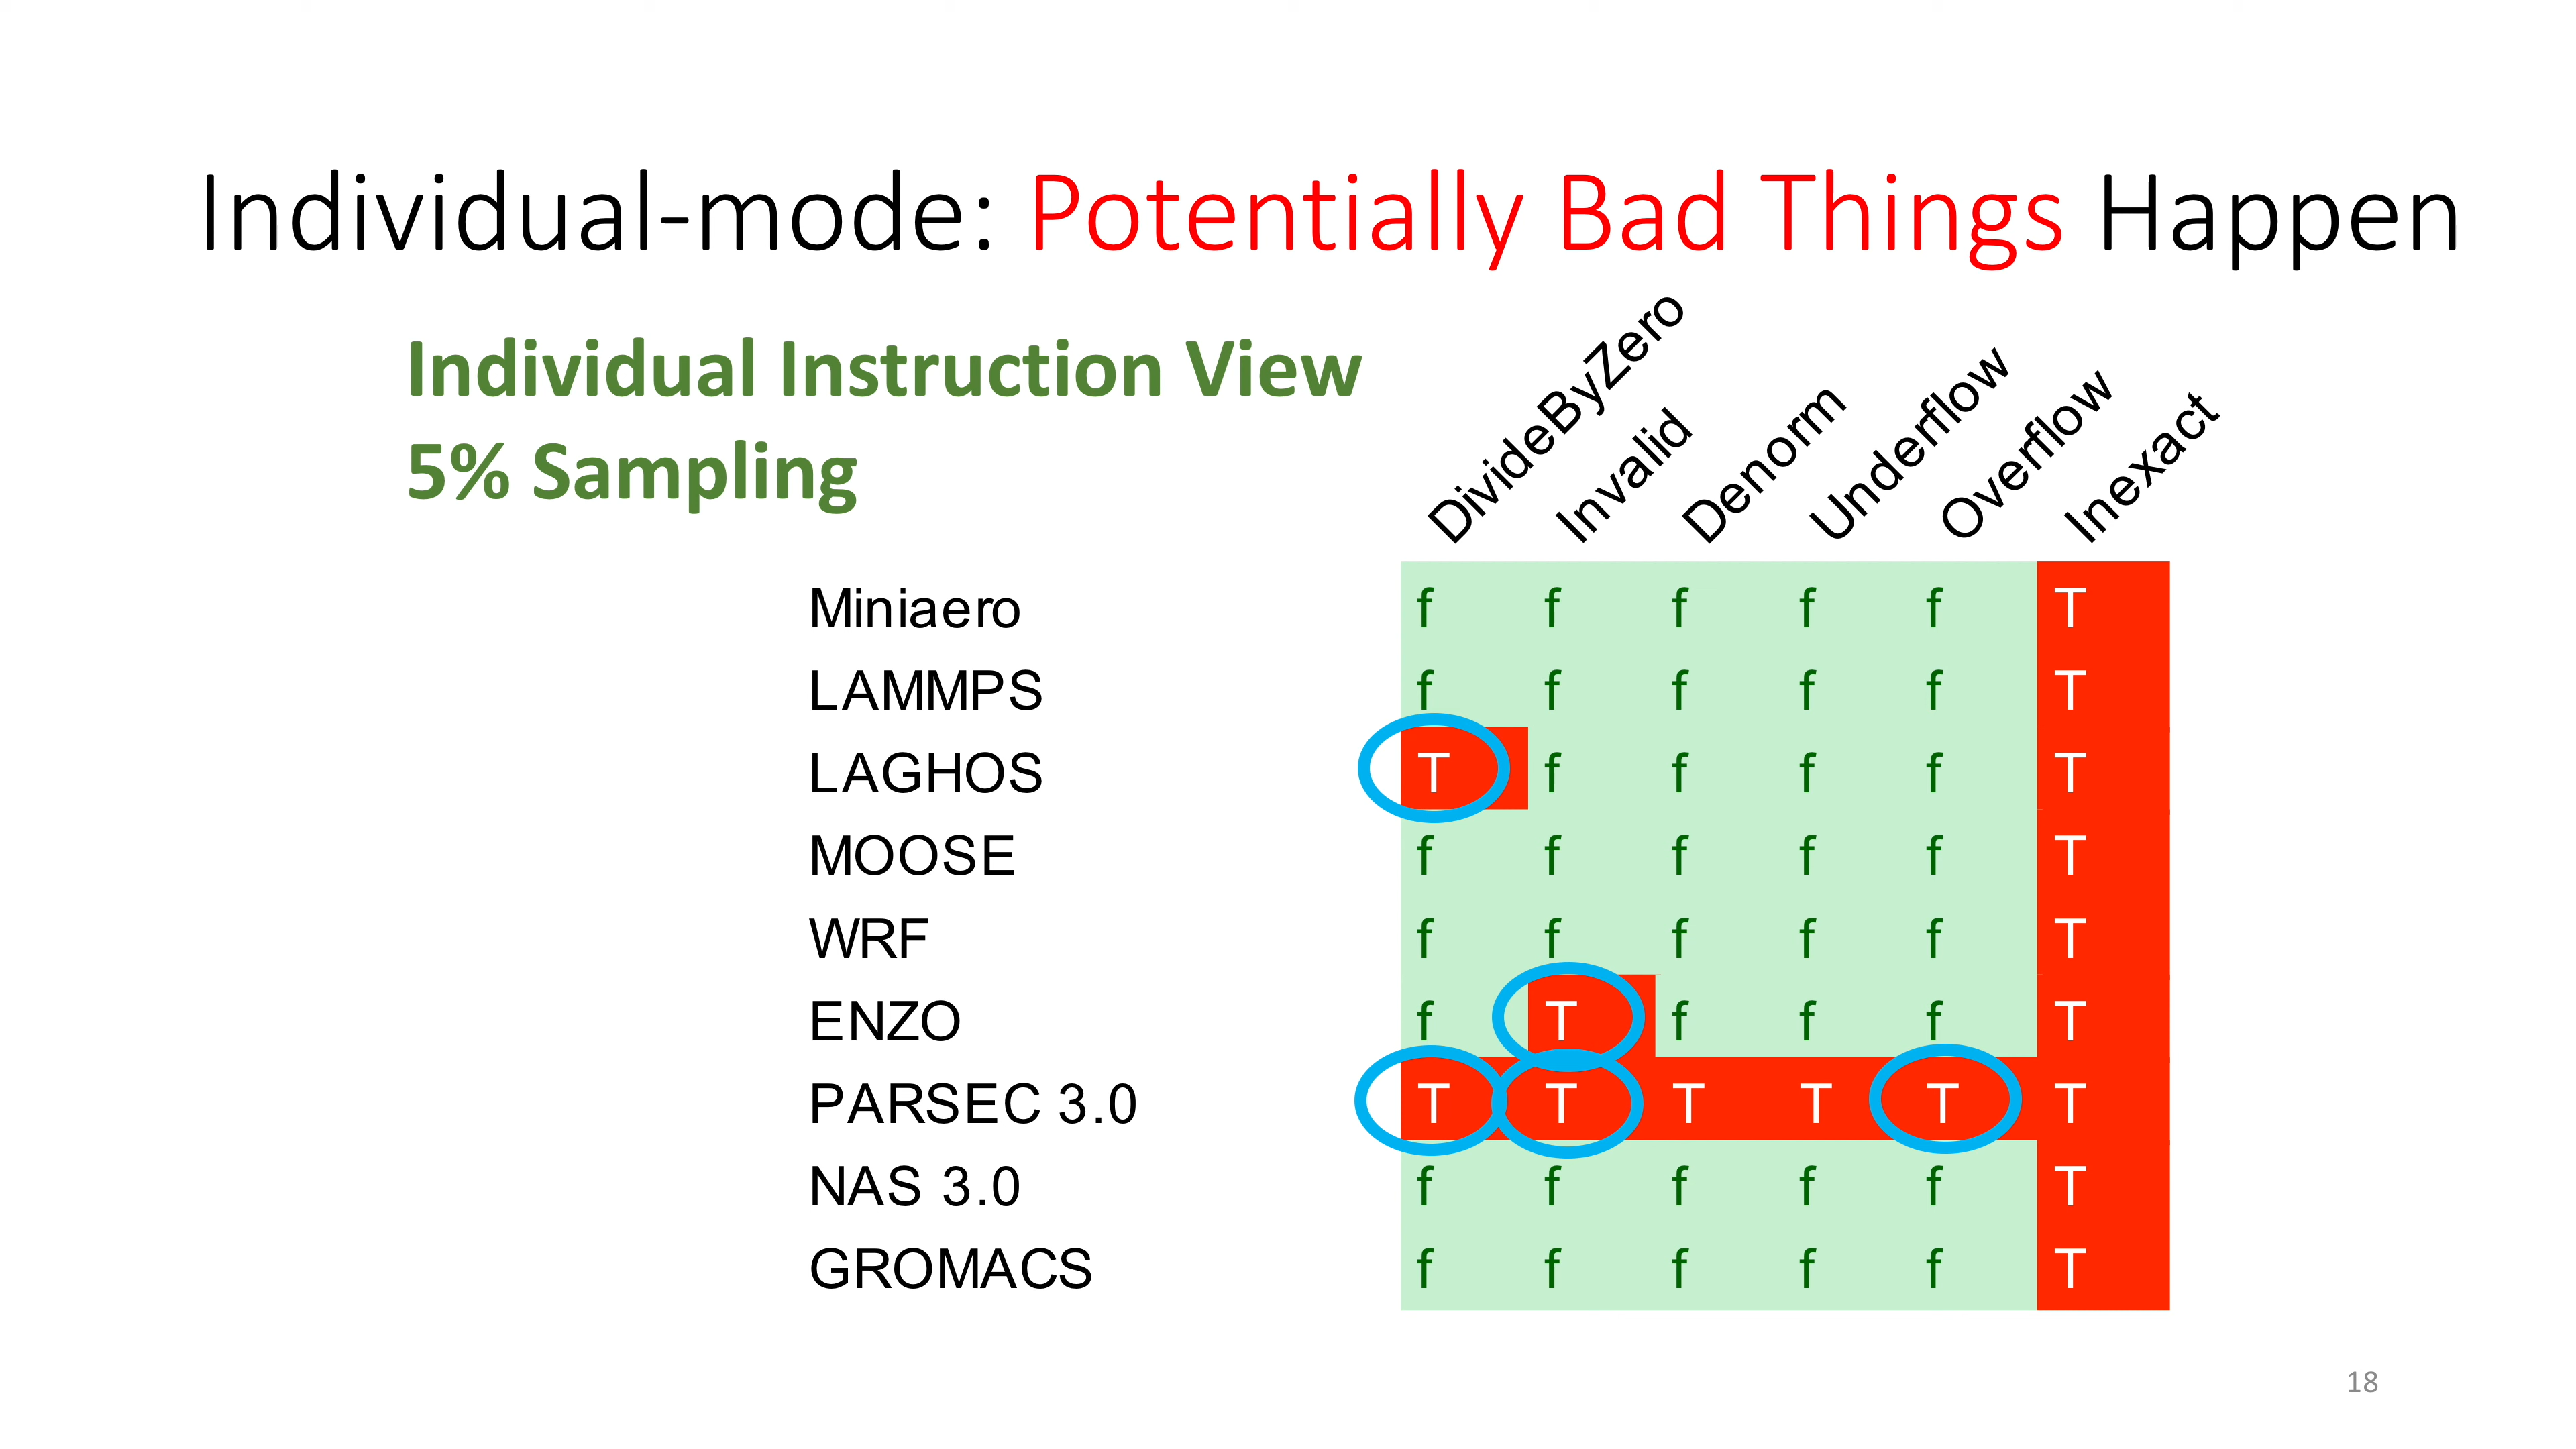 Individual-mode: Potentially Bad Things Happen
Individual Instruction View
5% Sampling
DivideByZero Invalid Denorm Underflow Overflow Inexact
Miniaero f f f f f T
LAMMPS f f f f f T
LAGHOS T f f f f T
MOOSE f f f f f T
WRF f f f f f T
ENZO f T f f f T
PARSEC 3.0 T T T T T T
NAS 3.0 f f f f f T
GROMACS f f f f f T
18